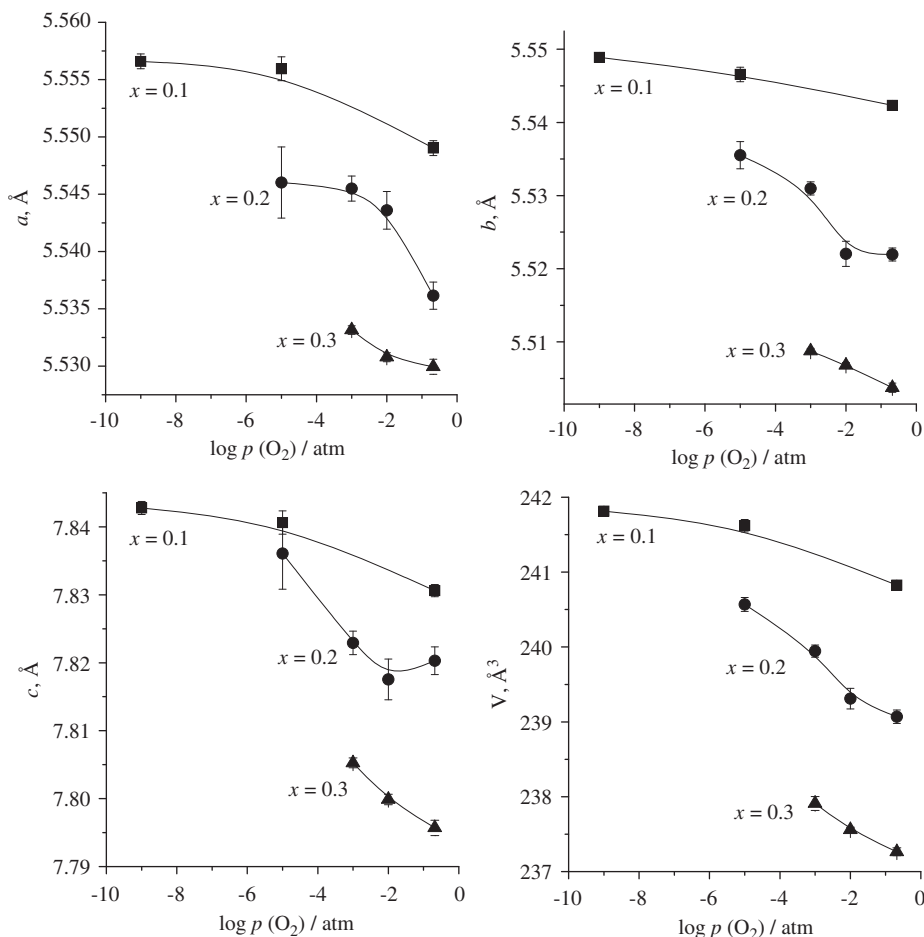 5.560
5.555
5.550
5.545
5.540
5.535
5.530
a, Å
x = 0.1
x = 0.2
x = 0.3
-10 -8 -6 -4 -2 0
log p (O₂) / atm
5.55
5.54
5.53
5.52
5.51
b, Å
x = 0.1
x = 0.2
x = 0.3
-10 -8 -6 -4 -2 0
log p (O₂) / atm
7.84
7.83
7.82
7.81
7.80
7.79
c, Å
x = 0.1
x = 0.2
x = 0.3
-10 -8 -6 -4 -2 0
log p (O₂) / atm
242
241
240
239
238
237
V, Å³
x = 0.1
x = 0.2
x = 0.3
-10 -8 -6 -4 -2 0
log p (O₂) / atm